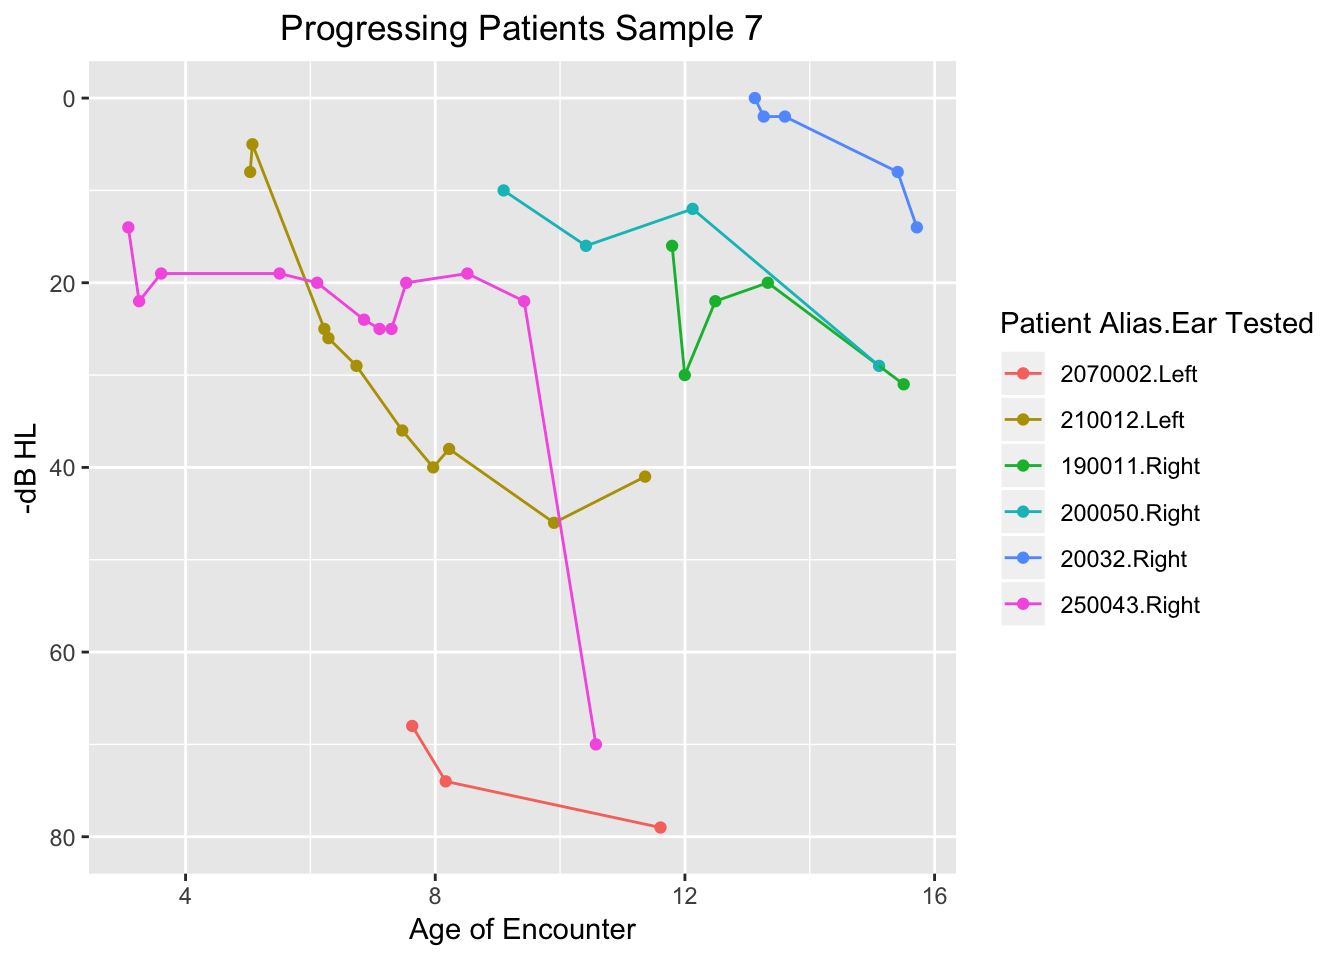 Progressing Patients Sample 7
0
20
40
60
80
-dB HL
4 8 12 16
Age of Encounter
Patient Alias.Ear Tested
2070002.Left
210012.Left
190011.Right
200050.Right
20032.Right
250043.Right